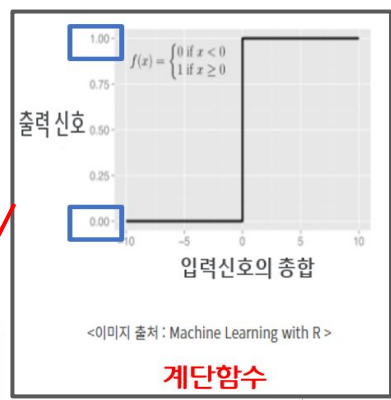 1.00
f(x) = {0 if x < 0
1 if x ≥ 0
0.75
출력 신호
0.50
0.25
0.00
-10 -5 0 5 10
입력신호의 총합
<이미지 출처 : Machine Learning with R >
계단함수